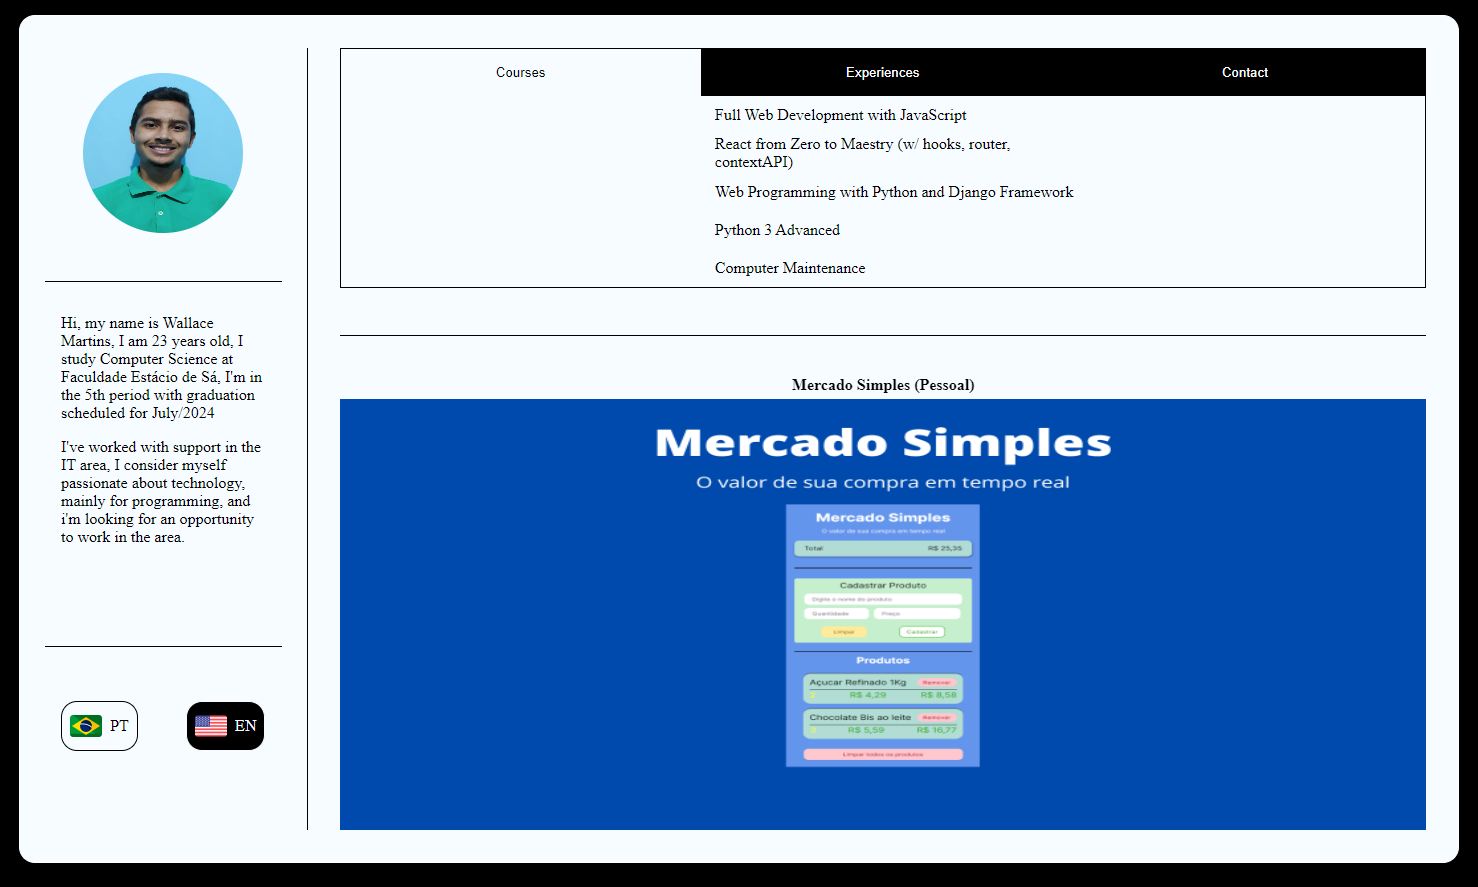 Courses
Experiences
Contact
Full Web Development with JavaScript
React from Zero to Maestry (w/ hooks, router,
contextAPI)
Web Programming with Python and Django Framework
Python 3 Advanced
Computer Maintenance
Hi, my name is Wallace
Martins, I am 23 years old, I
study Computer Science at
Faculdade Estácio de Sá, I'm in
the 5th period with graduation
scheduled for July/2024
I've worked with support in the
IT area, I consider myself
passionate about technology,
mainly for programming, and
i'm looking for an opportunity
to work in the area.
PT
EN
Mercado Simples (Pessoal)
Mercado Simples
O valor de sua compra em tempo real
Mercado Simples
O valor de sua compra em tempo real
Total R$ 25,35
Cadastrar Produto
Digite o nome do produto
Quantidade Preço
Limpar Cadastrar
Produtos
Açucar Refinado 1Kg Remover
R$ 4,29 R$ 8,58
Chocolate Bis ao leite Remover
R$ 5,59 R$ 16,77
Limpar todos os produtos